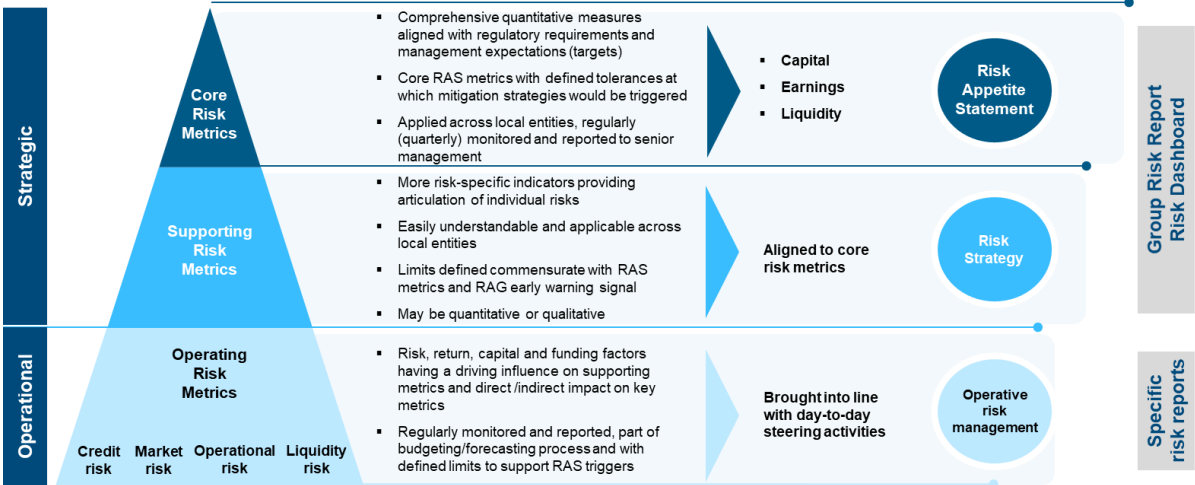 Strategic
Core
Risk
Metrics
▪ Comprehensive quantitative measures
aligned with regulatory requirements and
management expectations (targets)
▪ Core RAS metrics with defined tolerances at
which mitigation strategies would be triggered
▪ Applied across local entities, regularly
(quarterly) monitored and reported to senior
management
▪ Capital
▪ Earnings
▪ Liquidity
Risk
Appetite
Statement
Group Risk Report
Risk Dashboard
Supporting
Risk
Metrics
▪ More risk-specific indicators providing
articulation of individual risks
▪ Easily understandable and applicable across
local entities
▪ Limits defined commensurate with RAS
metrics and RAG early warning signal
▪ May be quantitative or qualitative
Aligned to core
risk metrics
Risk
Strategy
Operational
Operating
Risk
Metrics
Credit
risk
Market
risk
Operational
risk
Liquidity
risk
▪ Risk, return, capital and funding factors
having a driving influence on supporting
metrics and direct /indirect impact on key
metrics
▪ Regularly monitored and reported, part of
budgeting/forecasting process and with
defined limits to support RAS triggers
Brought into line
with day-to-day
steering activities
Operative
risk
management
Specific
risk reports